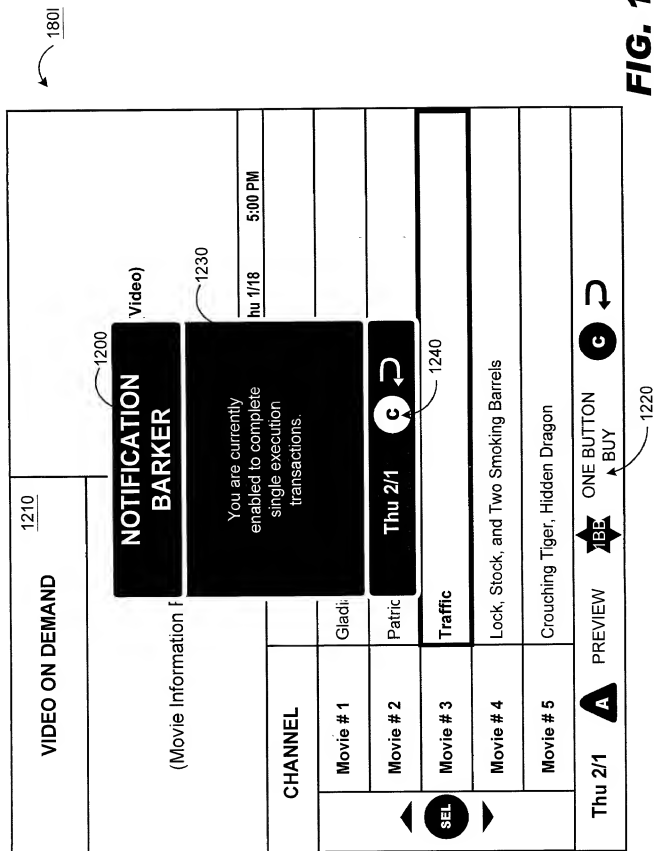 180I
1210
VIDEO ON DEMAND
1200
NOTIFICATION
BARKER
Video)
(Movie Information
1230
You are currently
enabled to complete
single execution
transactions.
hu 1/18 5:00 PM
CHANNEL
Thu 2/1 C
1240
Movie # 1 Gladi
Movie # 2 Patric
SEL
Movie # 3 Traffic
Movie # 4 Lock, Stock, and Two Smoking Barrels
Movie # 5 Crouching Tiger, Hidden Dragon
Thu 2/1 A PREVIEW 1BB ONE BUTTON
BUY C
1220
FIG. 1